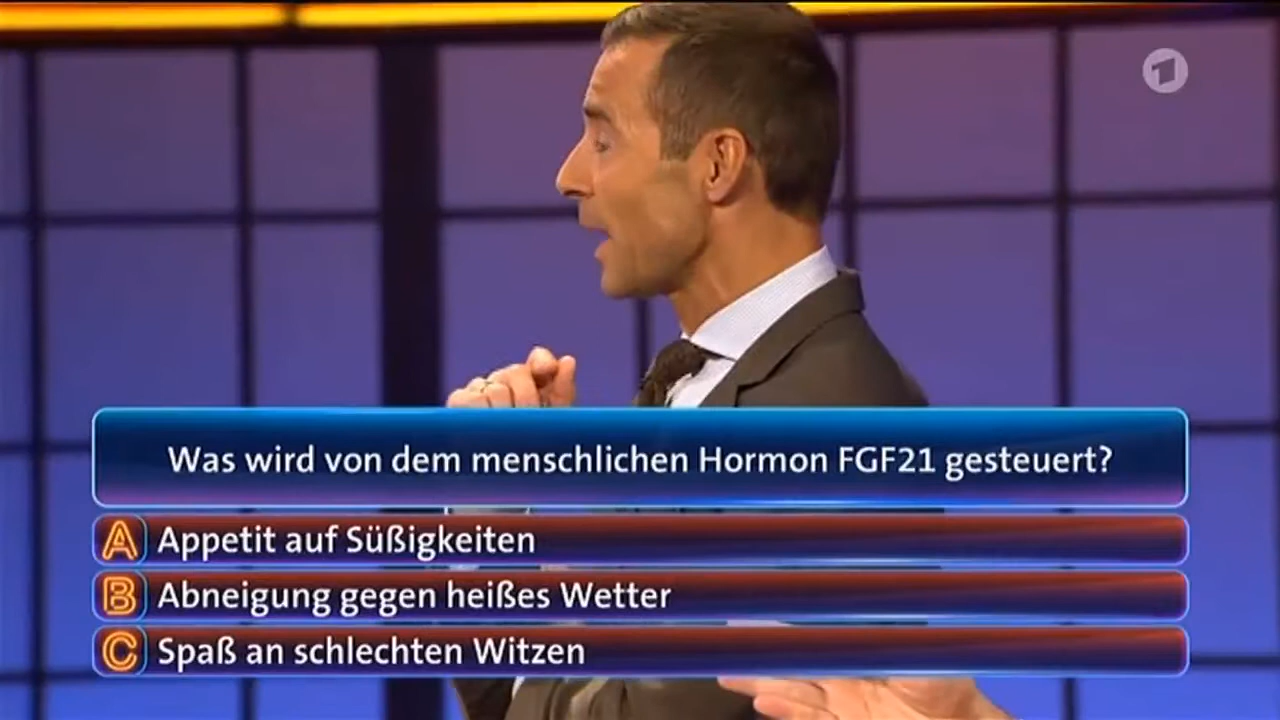 Was wird von dem menschlichen Hormon FGF21 gesteuert?
A Appetit auf Süßigkeiten
B Abneigung gegen heißes Wetter
C Spaß an schlechten Witzen